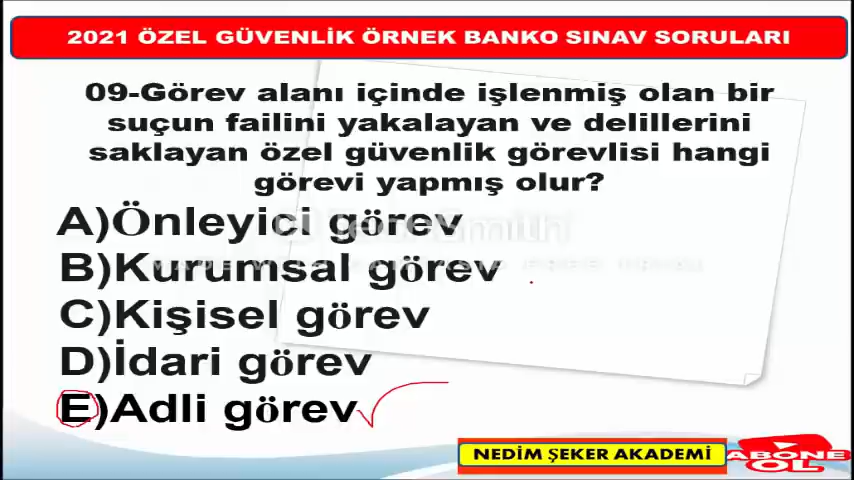 2021 ÖZEL GÜVENLİK ÖRNEK BANKO SINAV SORULARI
09-Görev alanı içinde işlenmiş olan bir
suçun failini yakalayan ve delillerini
saklayan özel güvenlik görevlisi hangi
görevi yapmış olur?
A)Önleyici görev
B)Kurumsal görev
C)Kişisel görev
D)İdari görev
E)Adli görev
NEDİM ŞEKER AKADEMİ
ABONE
OL